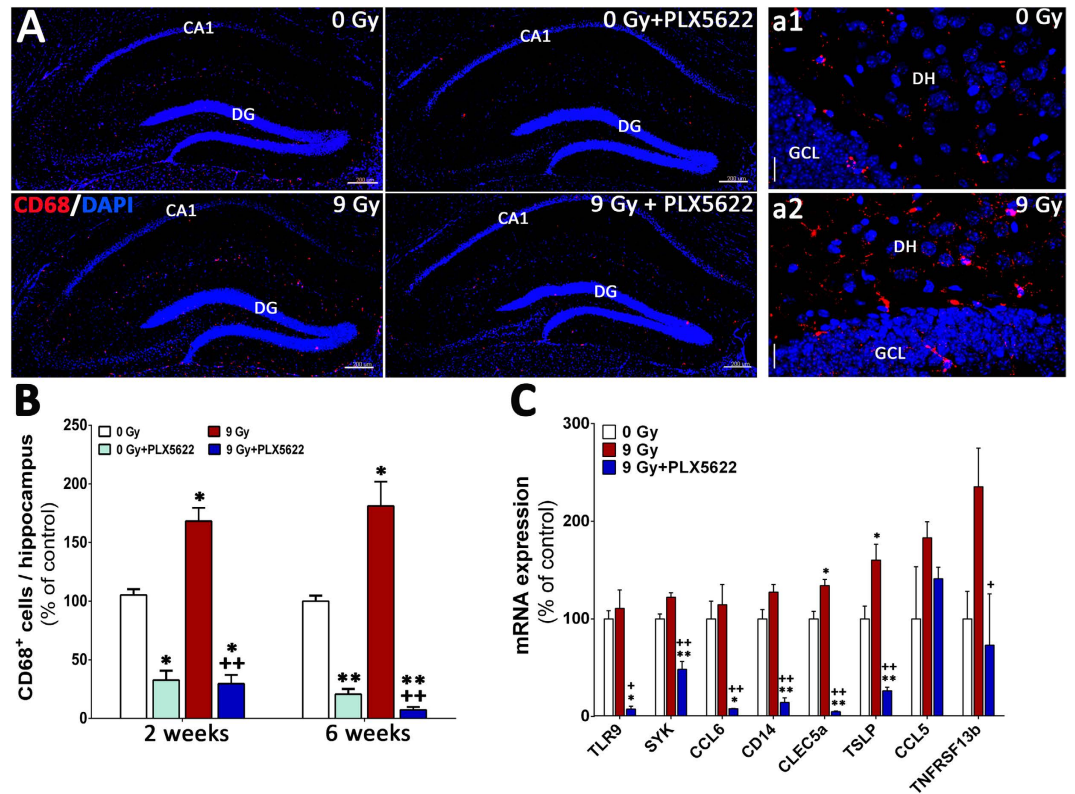 A
CA1
0 Gy
DG
200 um
0 Gy+PLX5622
CA1
DG
200 um
a1
0 Gy
DH
GCL
CD68/DAPI
CA1
9 Gy
DG
200 um
9 Gy + PLX5622
CA1
DG
200 um
a2
9 Gy
DH
GCL
B
CD68+ cells / hippocampus
(% of control)
0 Gy
9 Gy
0 Gy+PLX5622
9 Gy+PLX5622
250
200
150
100
50
0
*
*
*
++
**
*
**
++
2 weeks
6 weeks
C
mRNA expression
(% of control)
0 Gy
9 Gy
9 Gy+PLX5622
300
200
100
0
+
*
++
**
++
*
++
**
*
++
**
*
++
**
+
TLR9
SYK
CCL6
CD14
CLEC5a
TSLP
CCL5
TNFRSF13b